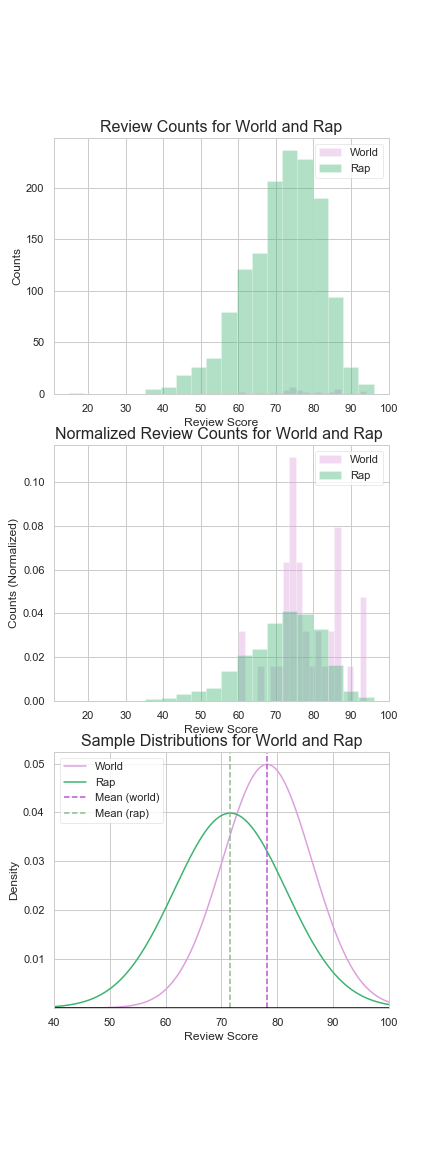 Review Counts for World and Rap
World
Rap
Counts
200
150
100
50
0
20 30 40 50 60 70 80 90 100
Review Score
Normalized Review Counts for World and Rap
World
Rap
Counts (Normalized)
0.10
0.08
0.06
0.04
0.02
0.00
20 30 40 50 60 70 80 90 100
Review Score
Sample Distributions for World and Rap
World
Rap
Mean (world)
Mean (rap)
Density
0.05
0.04
0.03
0.02
0.01
40 50 60 70 80 90 100
Review Score